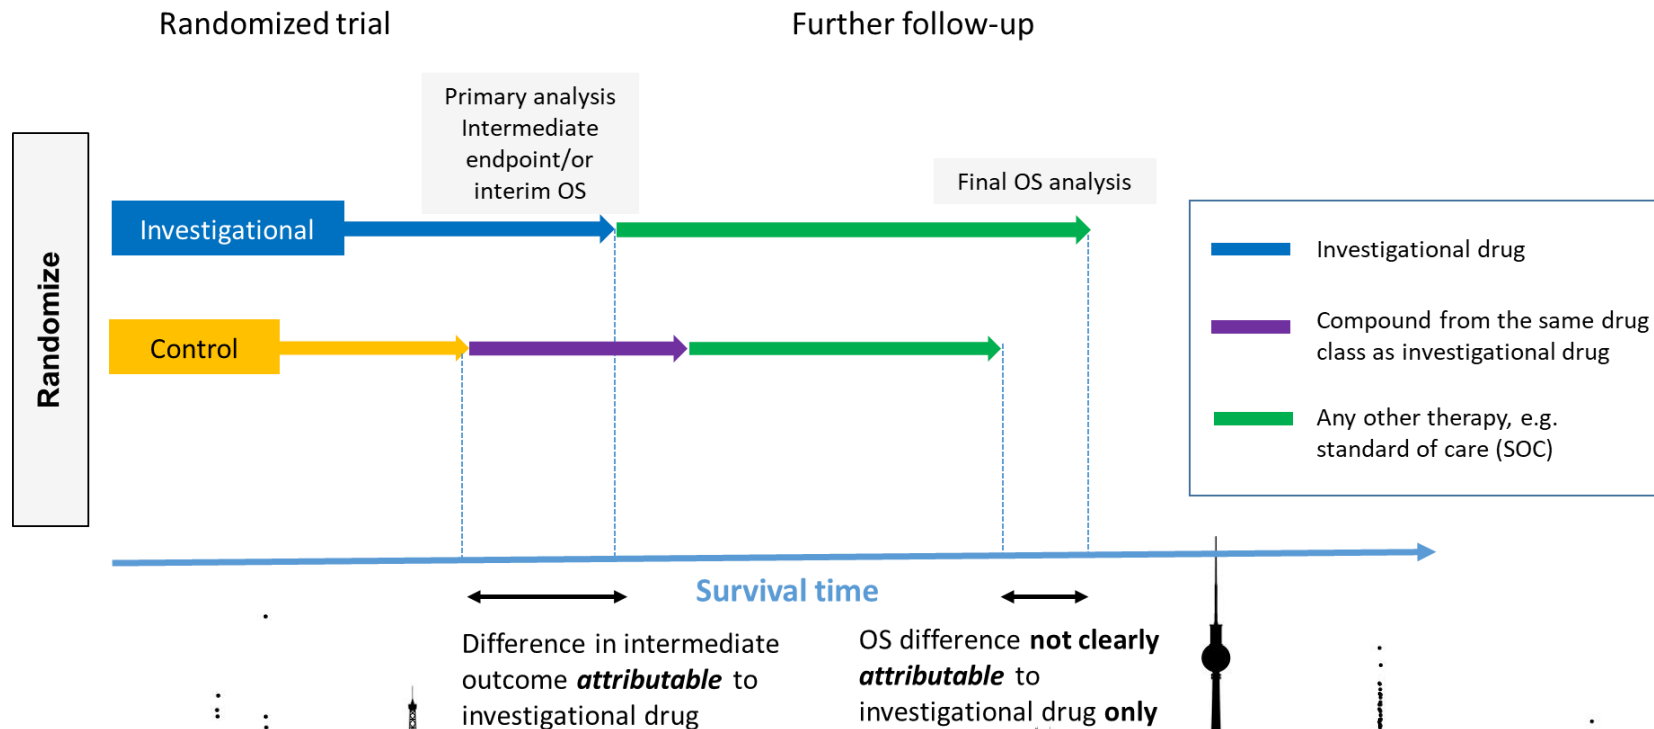 Randomized trial
Further follow-up
Primary analysis
Intermediate
endpoint/or
interim OS
Final OS analysis
Randomize
Investigational
Control
Investigational drug
Compound from the same drug
class as investigational drug
Any other therapy, e.g.
standard of care (SOC)
Survival time
Difference in intermediate
outcome attributable to
investigational drug
OS difference not clearly
attributable to
investigational drug only